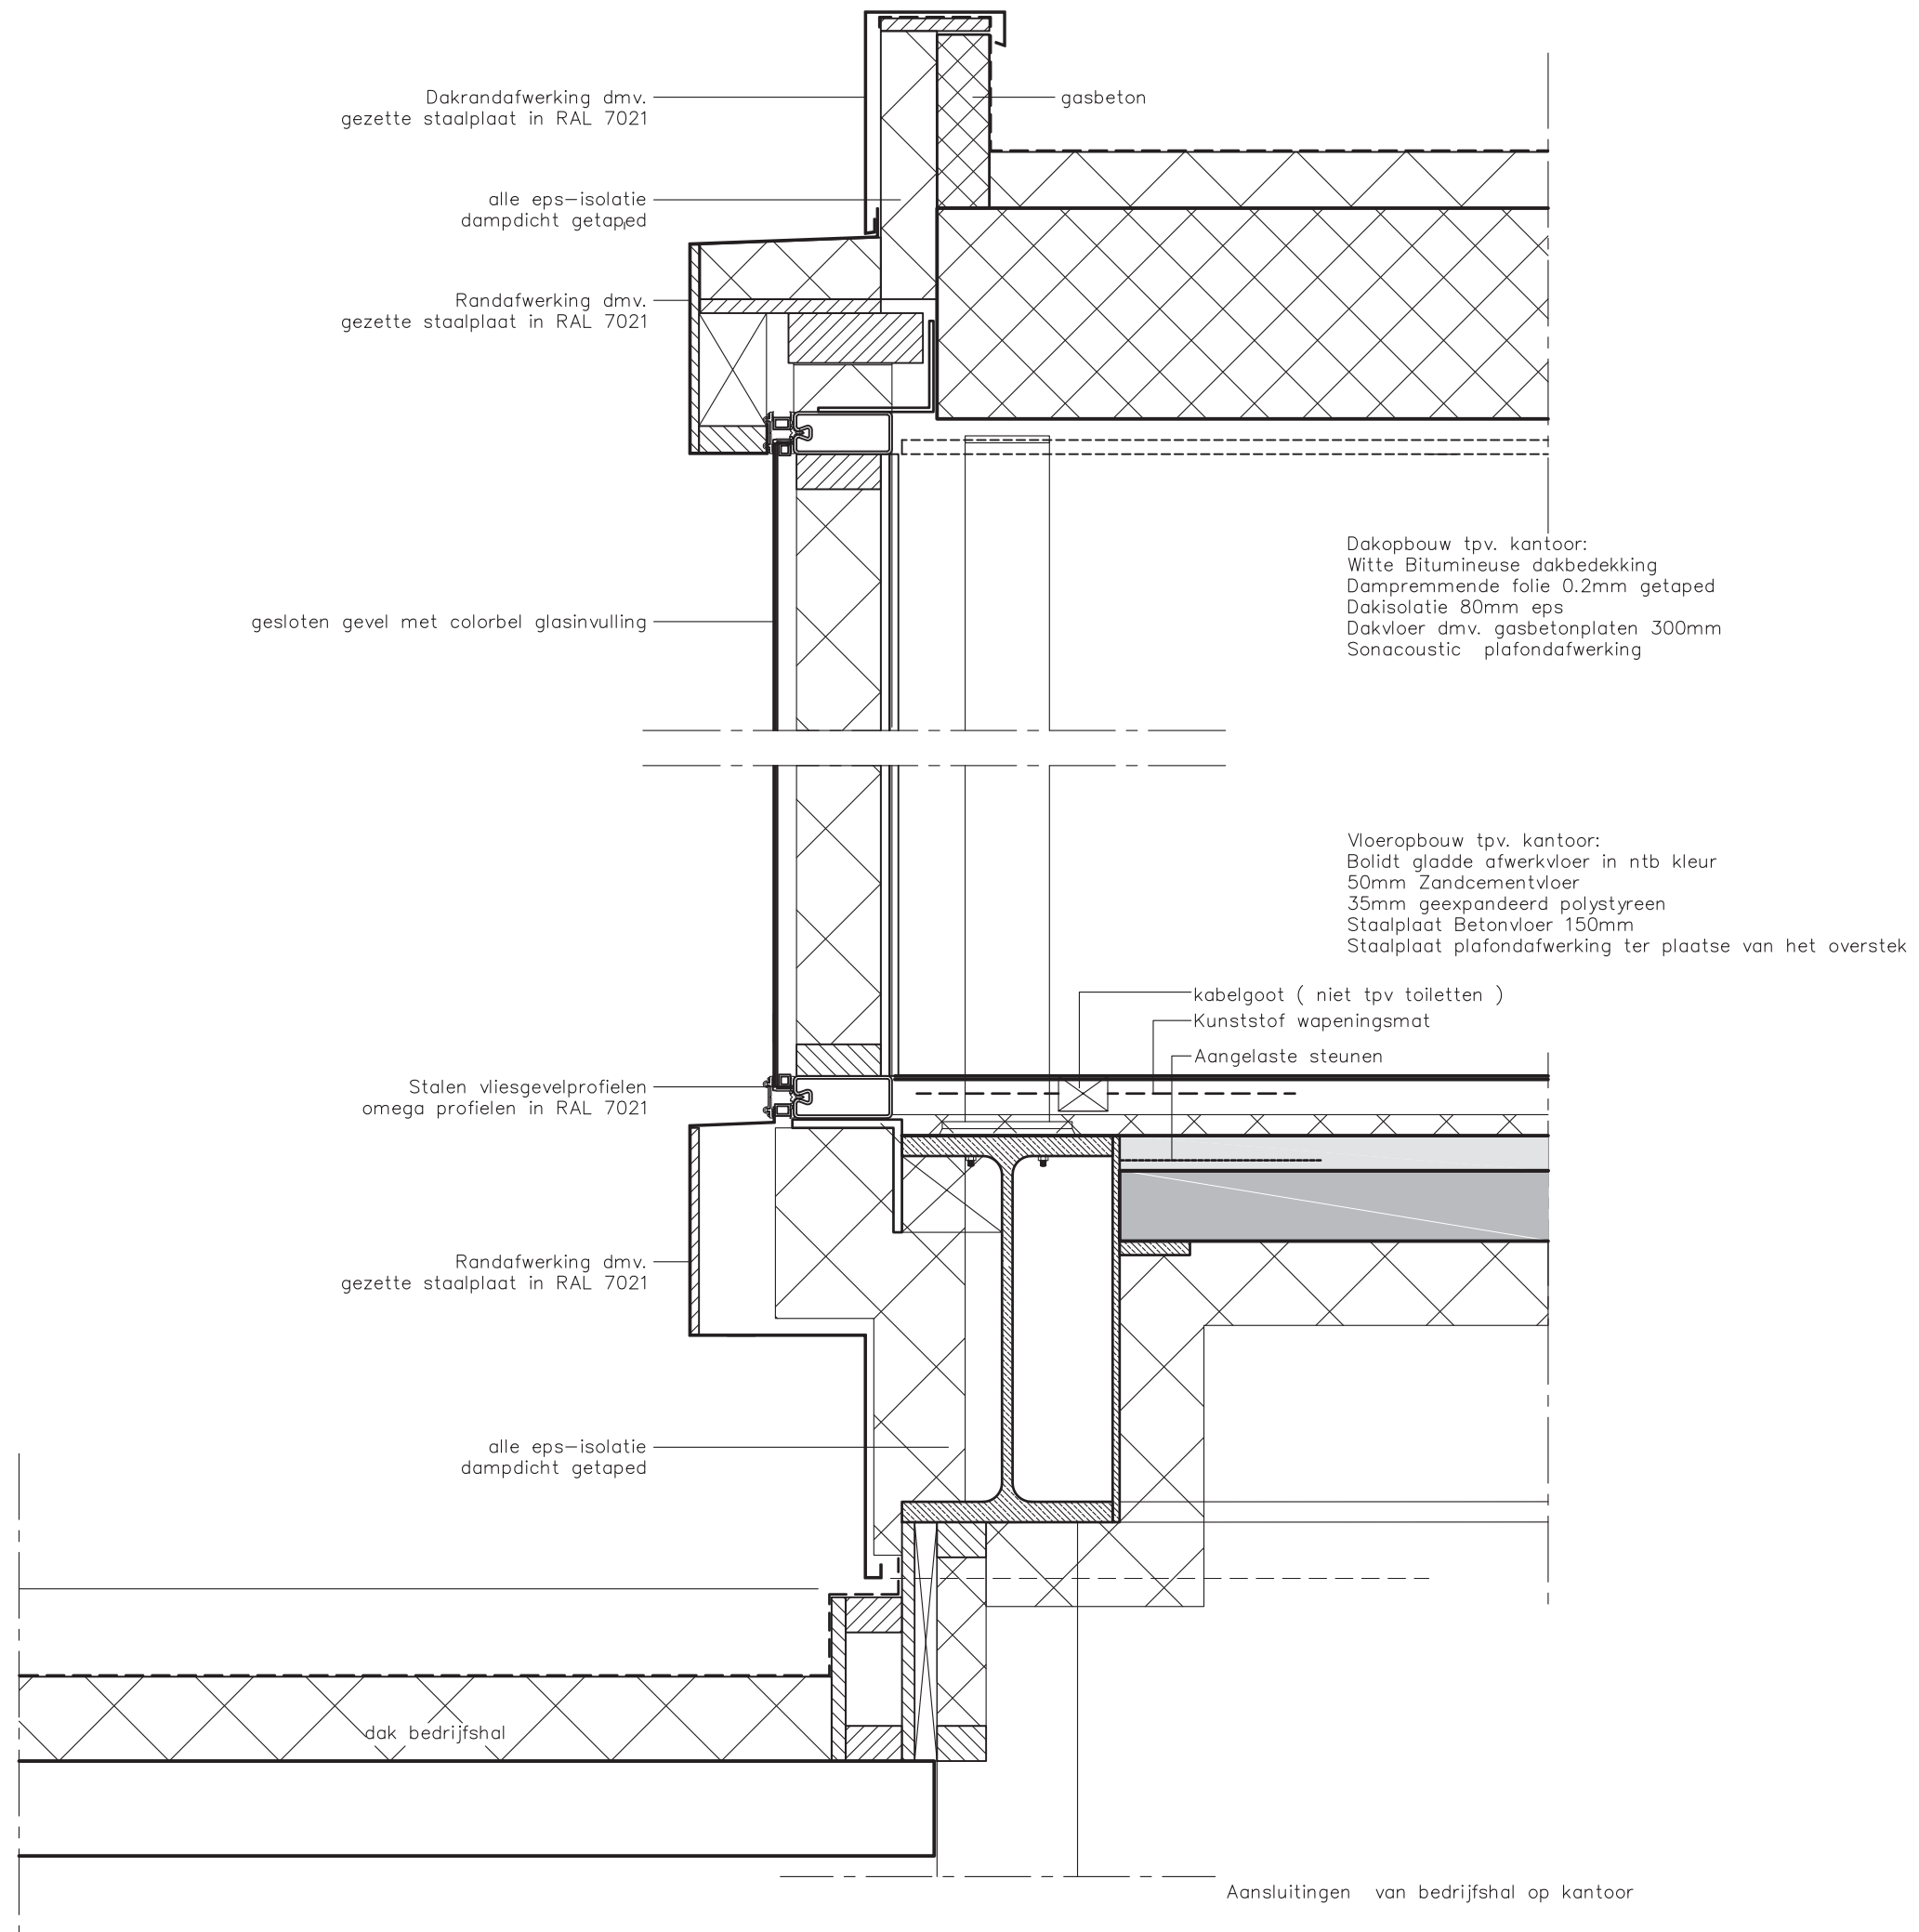 Dakrandafwerking dmv.
gezette staalplaat in RAL 7021
gasbeton
alle eps-isolatie
dampdicht getaped
Randafwerking dmv.
gezette staalplaat in RAL 7021
Dakopbouw tpv. kantoor:
Witte Bitumineuse dakbedekking
Dampremmende folie 0.2mm getaped
Dakisolatie 80mm eps
Dakvloer dmv. gasbetonplaten 300mm
Sonacoustic plafondafwerking
gesloten gevel met colorbel glasinvulling
Vloeropbouw tpv. kantoor:
Bolidt gladde afwerkvloer in ntb kleur
50mm Zandcementvloer
35mm geexpandeerd polystyreen
Staalplaat Betonvloer 150mm
Staalplaat plafondafwerking ter plaatse van het overstek
kabelgoot ( niet tpv toiletten )
Kunststof wapeningsmat
Aangelaste steunen
Stalen vliesgevelprofielen
omega profielen in RAL 7021
Randafwerking dmv.
gezette staalplaat in RAL 7021
alle eps-isolatie
dampdicht getaped
dak bedrijfshal
Aansluitingen van bedrijfshal op kantoor